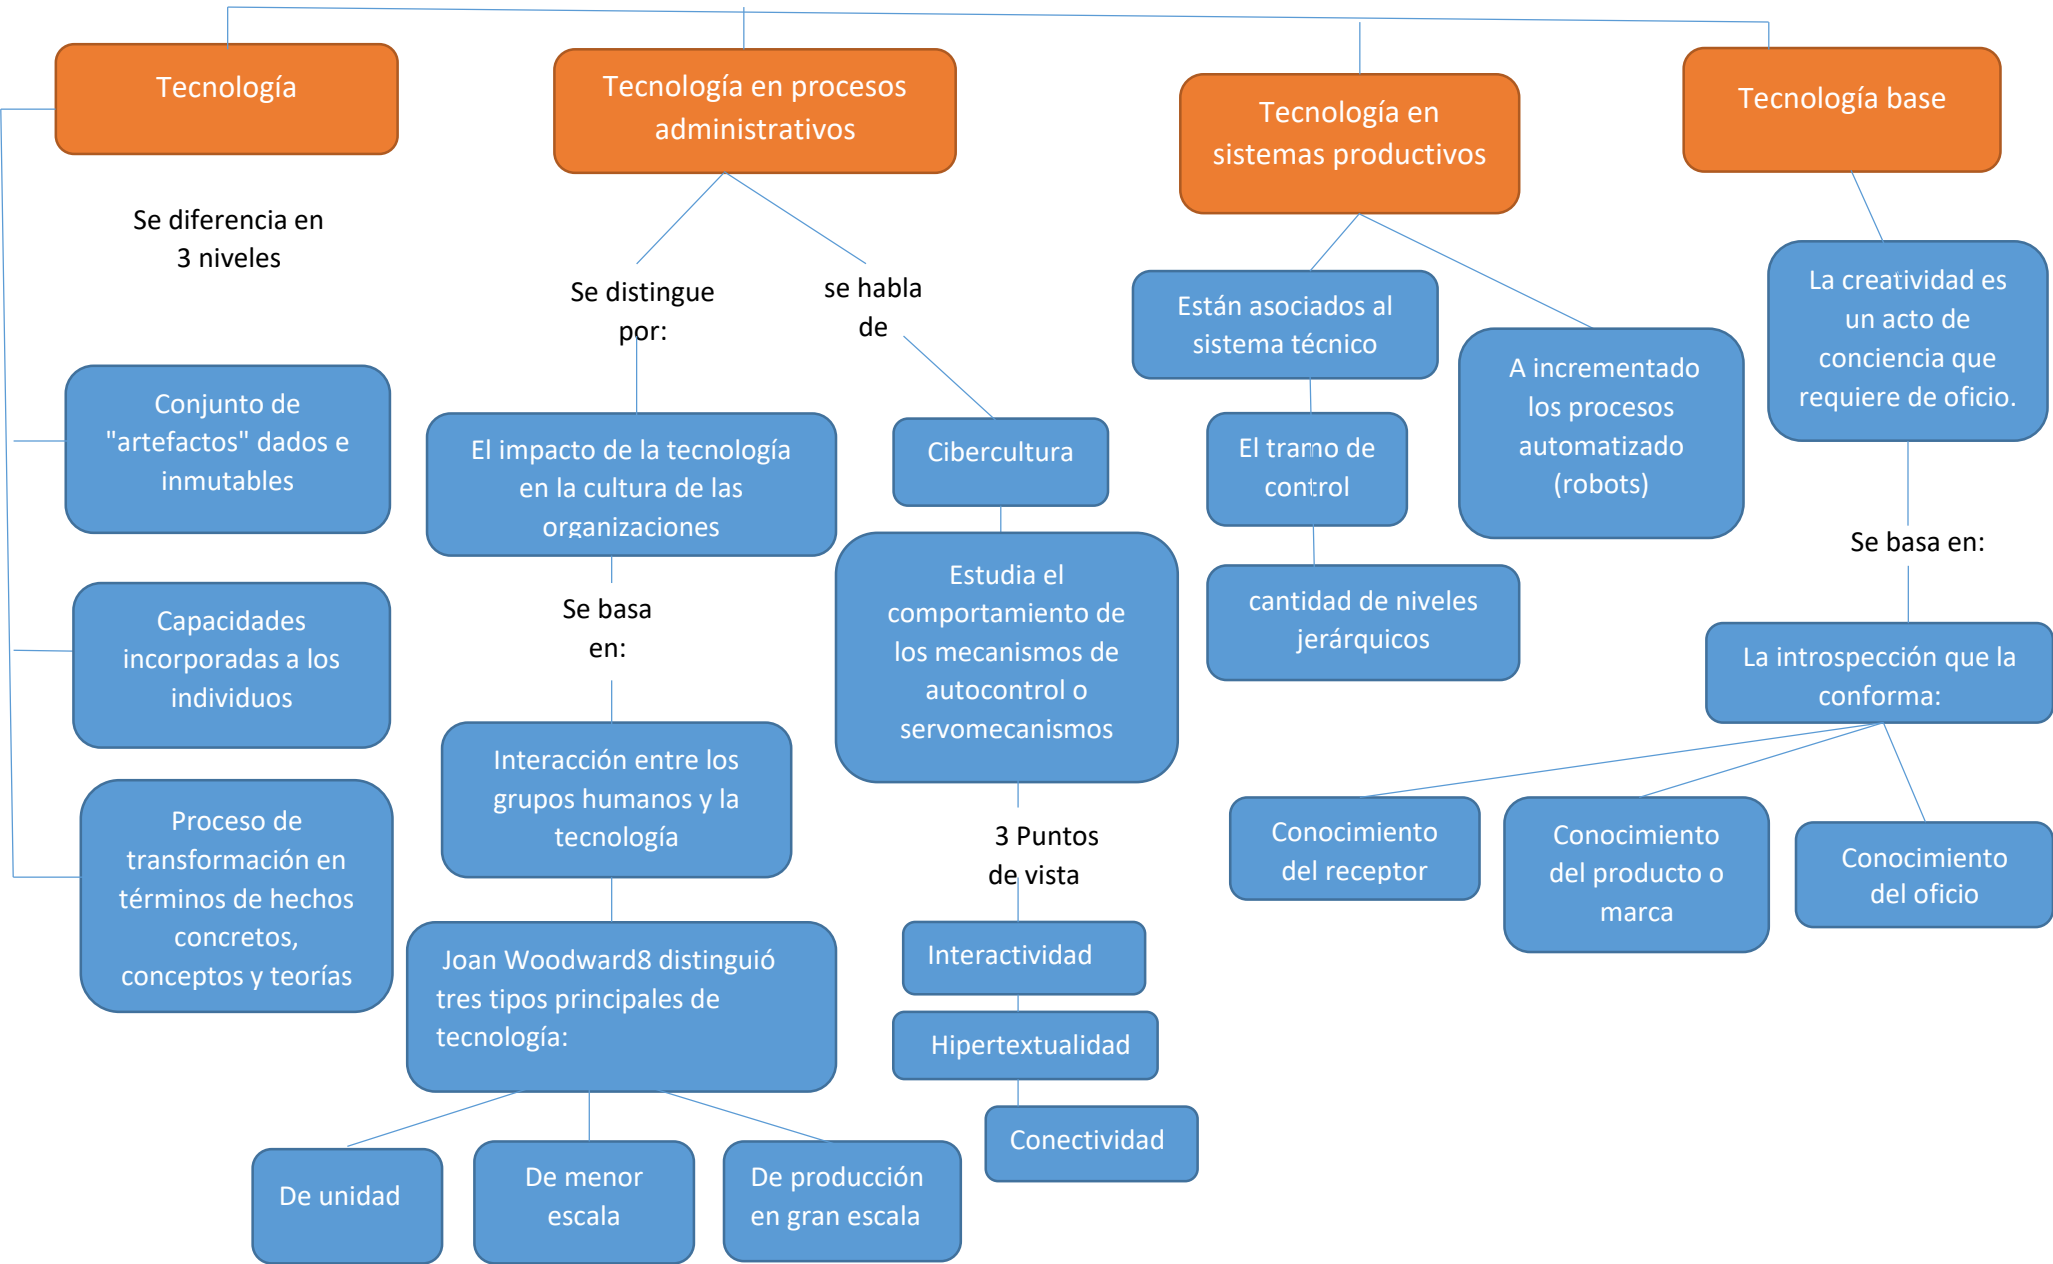 Tecnología
Tecnología en procesos
administrativos
Tecnología en
sistemas productivos
Tecnología base
Se diferencia en
3 niveles
Conjunto de
"artefactos" dados e
inmutables
Capacidades
incorporadas a los
individuos
Proceso de
transformación en
términos de hechos
concretos,
conceptos y teorías
Se distingue
por:
se habla
de
El impacto de la tecnología
en la cultura de las
organizaciones
Se basa
en:
Interacción entre los
grupos humanos y la
tecnología
Joan Woodward8 distinguió
tres tipos principales de
tecnología:
De unidad
De menor
escala
De producción
en gran escala
Cibercultura
Estudia el
comportamiento de
los mecanismos de
autocontrol o
servomecanismos
3 Puntos
de vista
Interactividad
Hipertextualidad
Conectividad
Están asociados al
sistema técnico
El tramo de
control
cantidad de niveles
jerárquicos
A incrementado
los procesos
automatizado
(robots)
La creatividad es
un acto de
conciencia que
requiere de oficio.
Se basa en:
La introspección que la
conforma:
Conocimiento
del receptor
Conocimiento
del producto o
marca
Conocimiento
del oficio